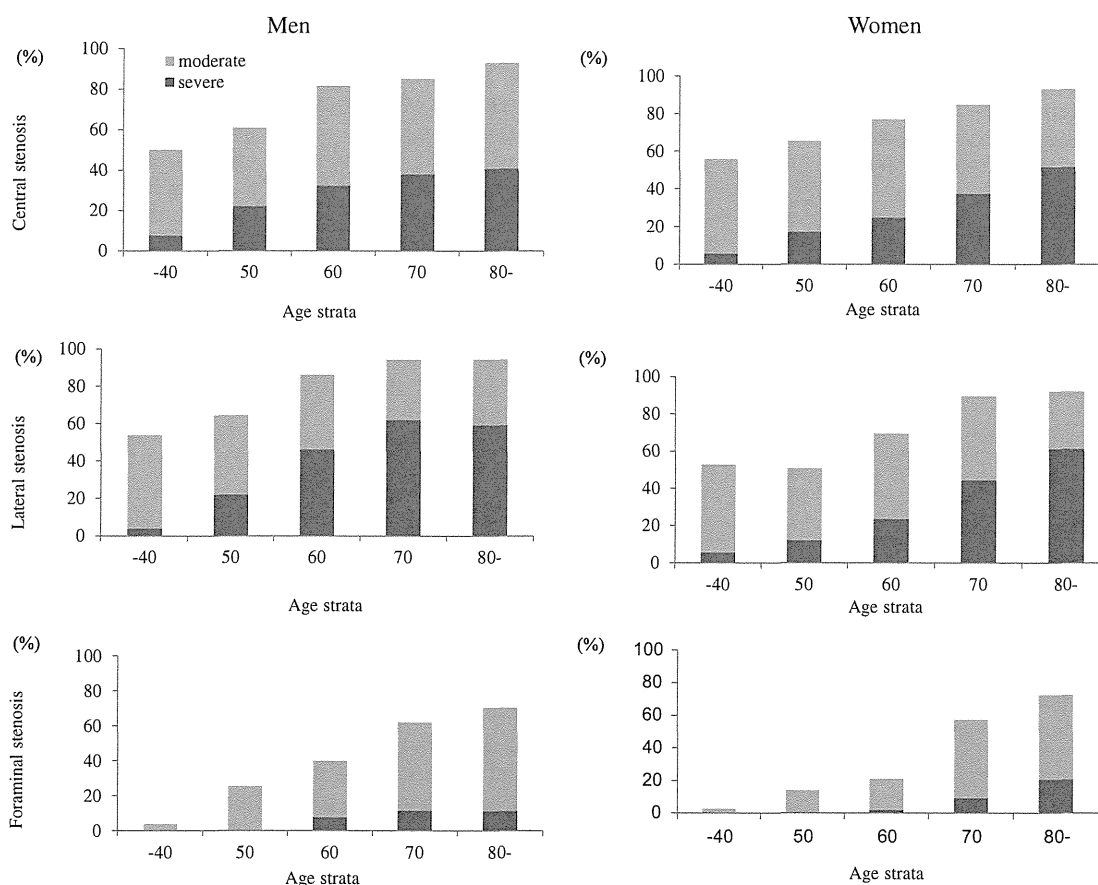 Men
Women
(%)
100
80
60
40
20
0
moderate
severe
Central stenosis
-40 50 60 70 80-
Age strata
(%)
100
80
60
40
20
0
-40 50 60 70 80-
Age strata
(%)
100
80
60
40
20
0
Lateral stenosis
-40 50 60 70 80-
Age strata
(%)
100
80
60
40
20
0
-40 50 60 70 80-
Age strata
(%)
100
80
60
40
20
0
Foraminal stenosis
-40 50 60 70 80-
Age strata
(%)
100
80
60
40
20
0
-40 50 60 70 80-
Age strata